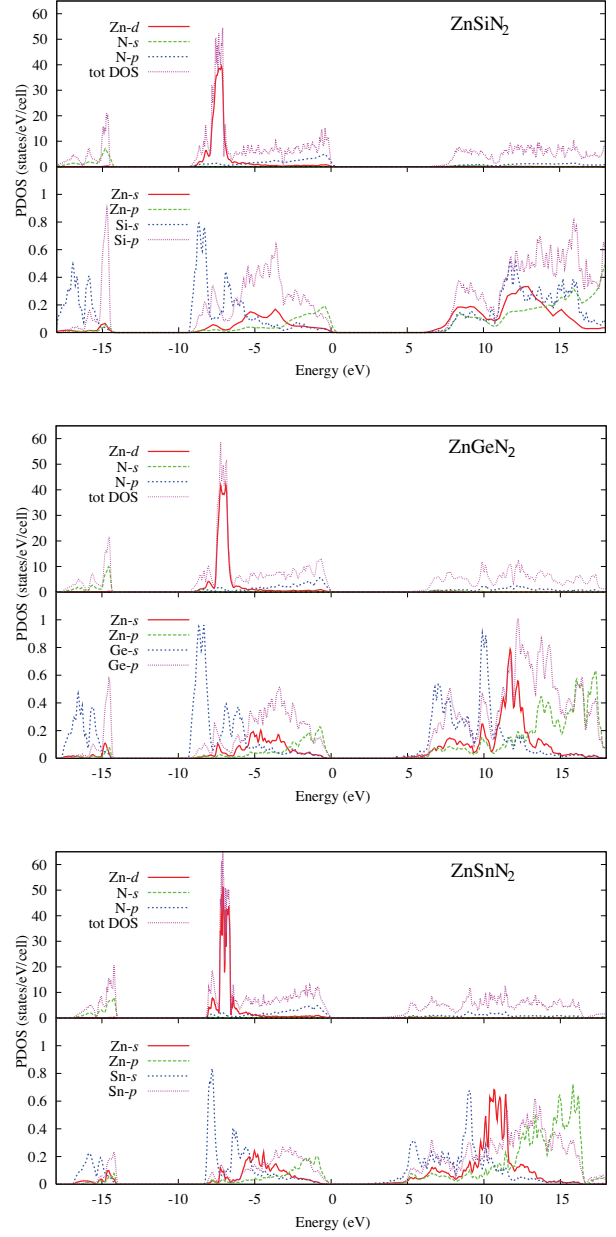 ZnSiN2
Zn-d
N-s
N-p
tot DOS
60
50
40
30
20
10
0
PDOS (states/eV/cell)
Zn-s
Zn-p
Si-s
Si-p
1
0.8
0.6
0.4
0.2
0
-15 -10 -5 0 5 10 15
Energy (eV)
ZnGeN2
Zn-d
N-s
N-p
tot DOS
60
50
40
30
20
10
0
PDOS (states/eV/cell)
Zn-s
Zn-p
Ge-s
Ge-p
1
0.8
0.6
0.4
0.2
0
-15 -10 -5 0 5 10 15
Energy (eV)
ZnSnN2
Zn-d
N-s
N-p
tot DOS
60
50
40
30
20
10
0
PDOS (states/eV/cell)
Zn-s
Zn-p
Sn-s
Sn-p
1
0.8
0.6
0.4
0.2
0
-15 -10 -5 0 5 10 15
Energy (eV)